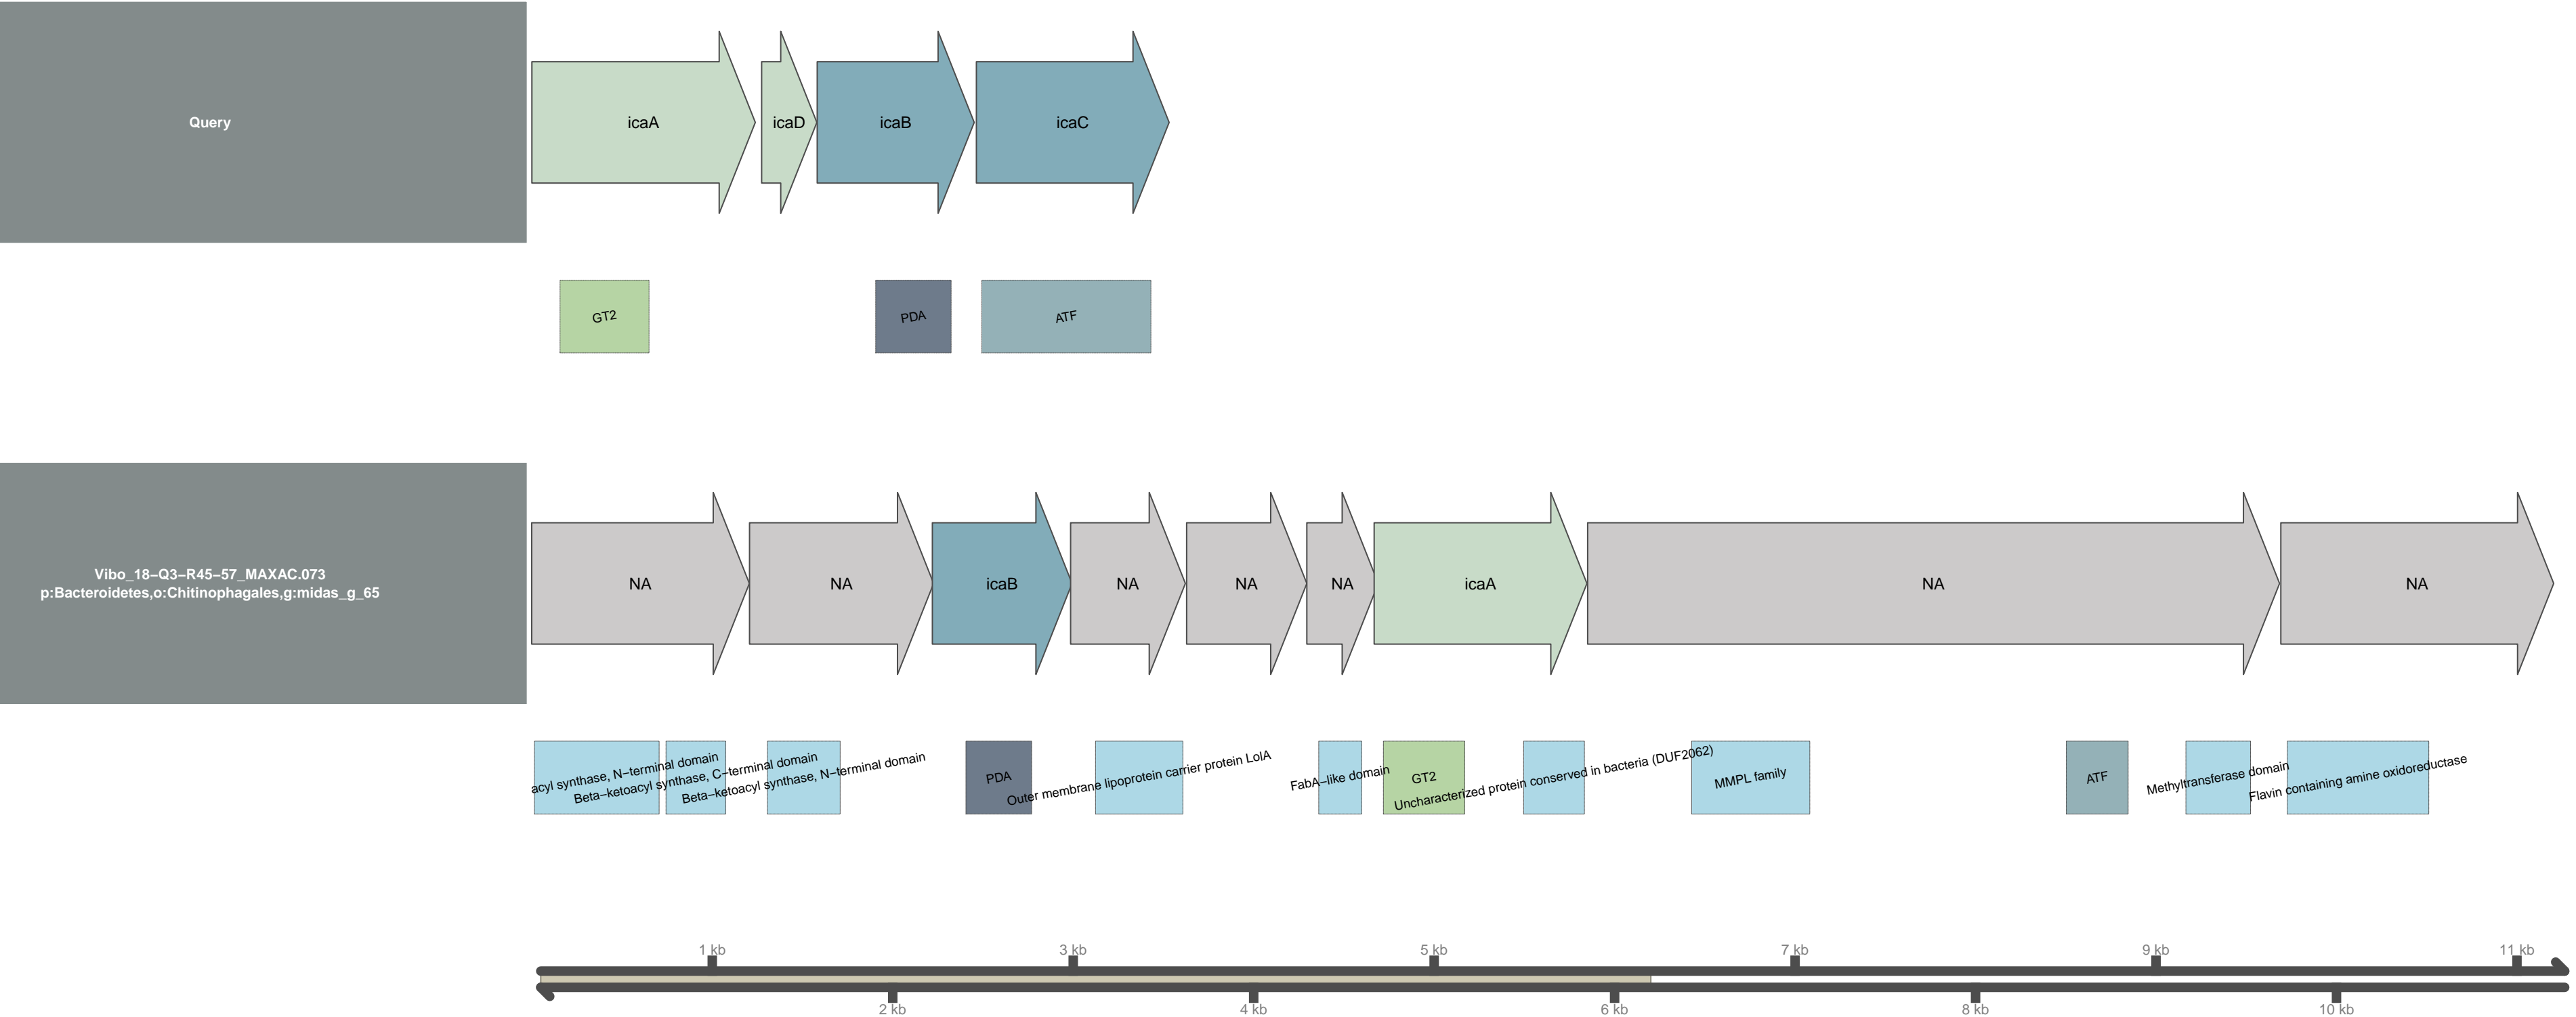 Query
icaA
icaD
icaB
icaC
GT2
PDA
ATF
Vibo_18−Q3−R45−57_MAXAC.073
p:Bacteroidetes,o:Chitinophagales,g:midas_g_65
NA
NA
icaB
NA
NA
NA
icaA
NA
NA
acyl synthase, N−terminal domain
Beta−ketoacyl synthase, C−terminal domain
Beta−ketoacyl synthase, N−terminal domain
PDA
Outer membrane lipoprotein carrier protein LolA
FabA−like domain
GT2
Uncharacterized protein conserved in bacteria (DUF2062)
MMPL family
ATF
Methyltransferase domain
Flavin containing amine oxidoreductase
1 kb
3 kb
5 kb
7 kb
9 kb
11 kb
2 kb
4 kb
6 kb
8 kb
10 kb